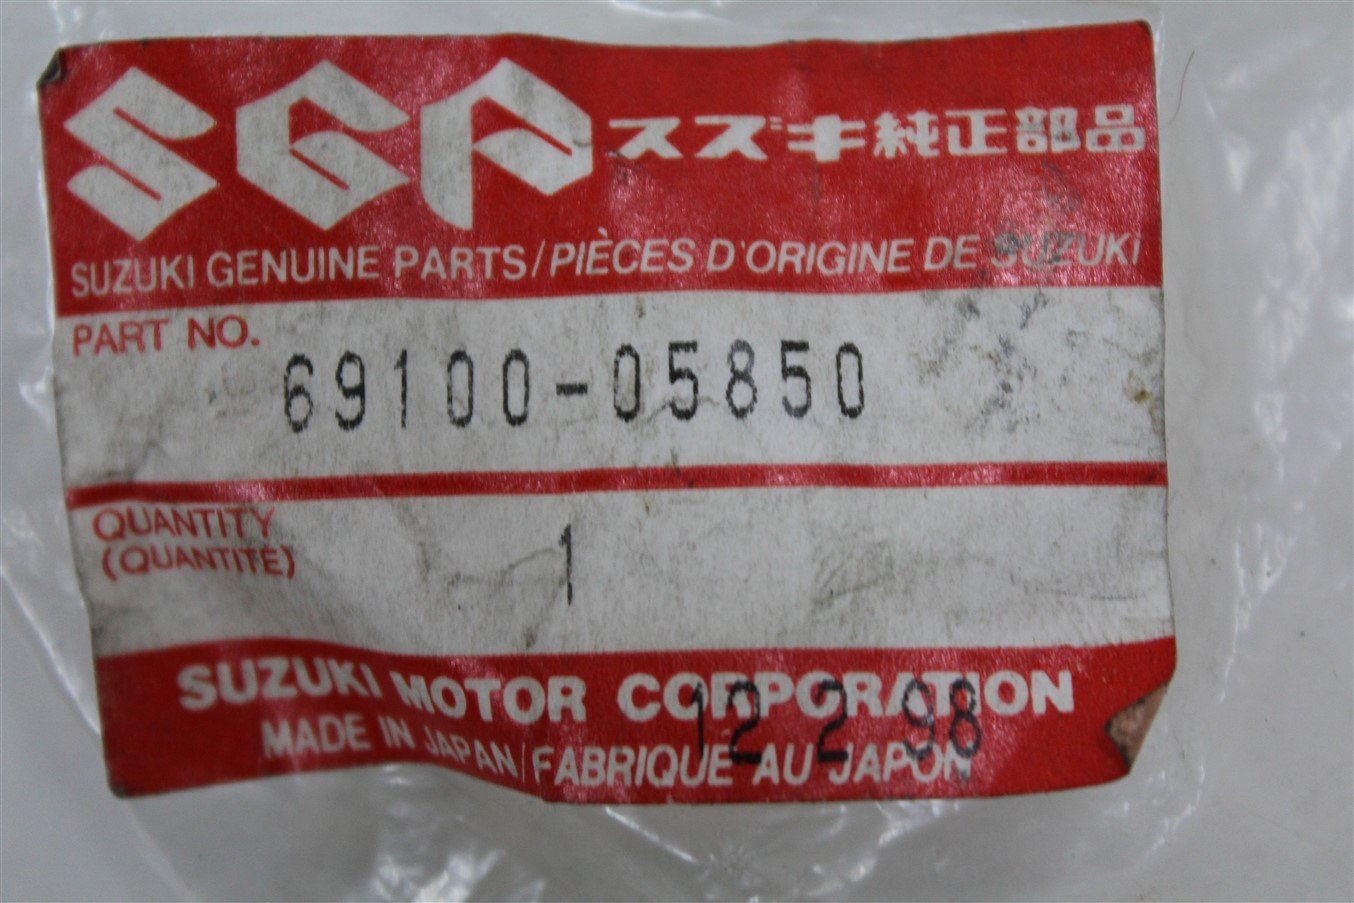 SGP スズキ純正部品
SUZUKI GENUINE PARTS/PIÈCES D'ORIGINE DE SUZUKI
PART NO.
69100-05850
QUANTITY
(QUANTITÉ)
1
SUZUKI MOTOR CORPORATION
12 2 98
MADE IN JAPAN/FABRIQUE AU JAPON